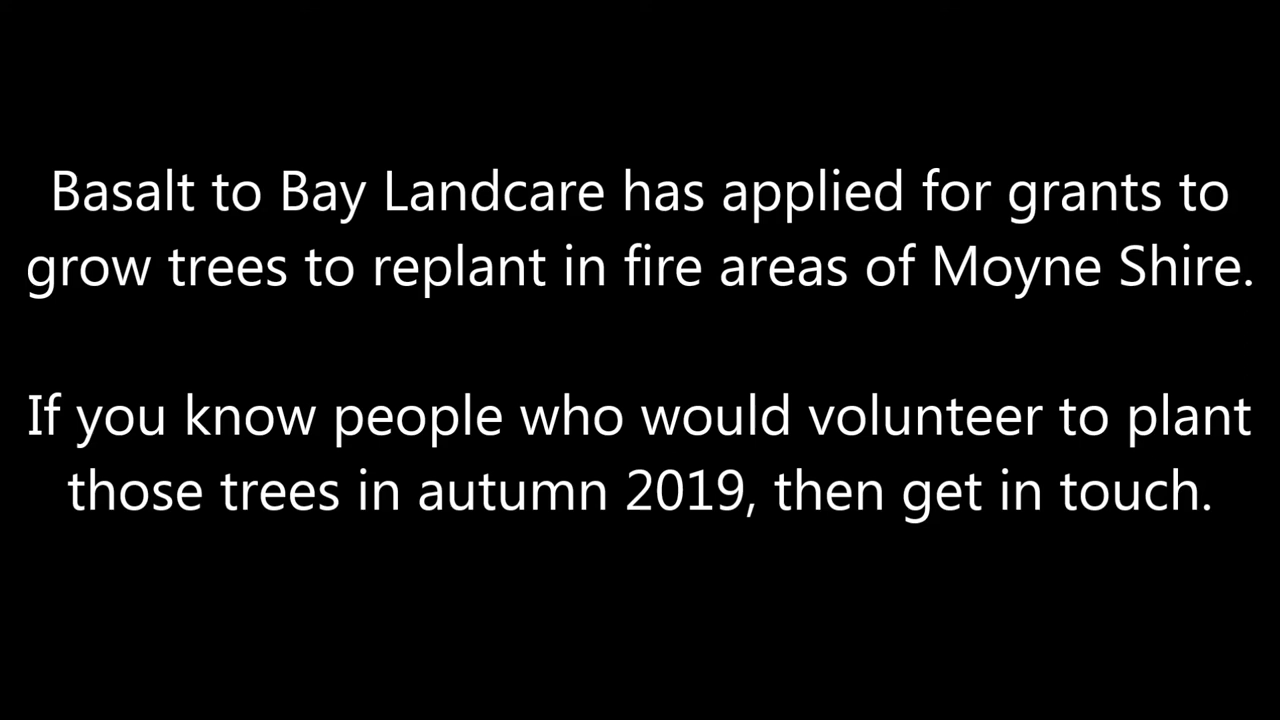 Basalt to Bay Landcare has applied for grants to
grow trees to replant in fire areas of Moyne Shire.
If you know people who would volunteer to plant
those trees in autumn 2019, then get in touch.